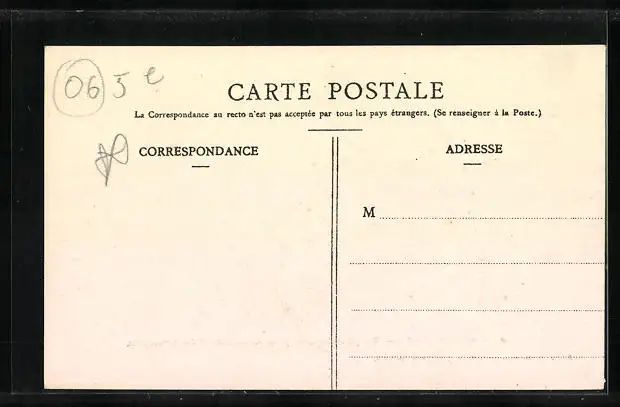 06 5 e
CARTE POSTALE
La Correspondance au recto n'est pas acceptée par tous les pays étrangers. (Se renseigner à la Poste.)
CORRESPONDANCE
ADRESSE
M